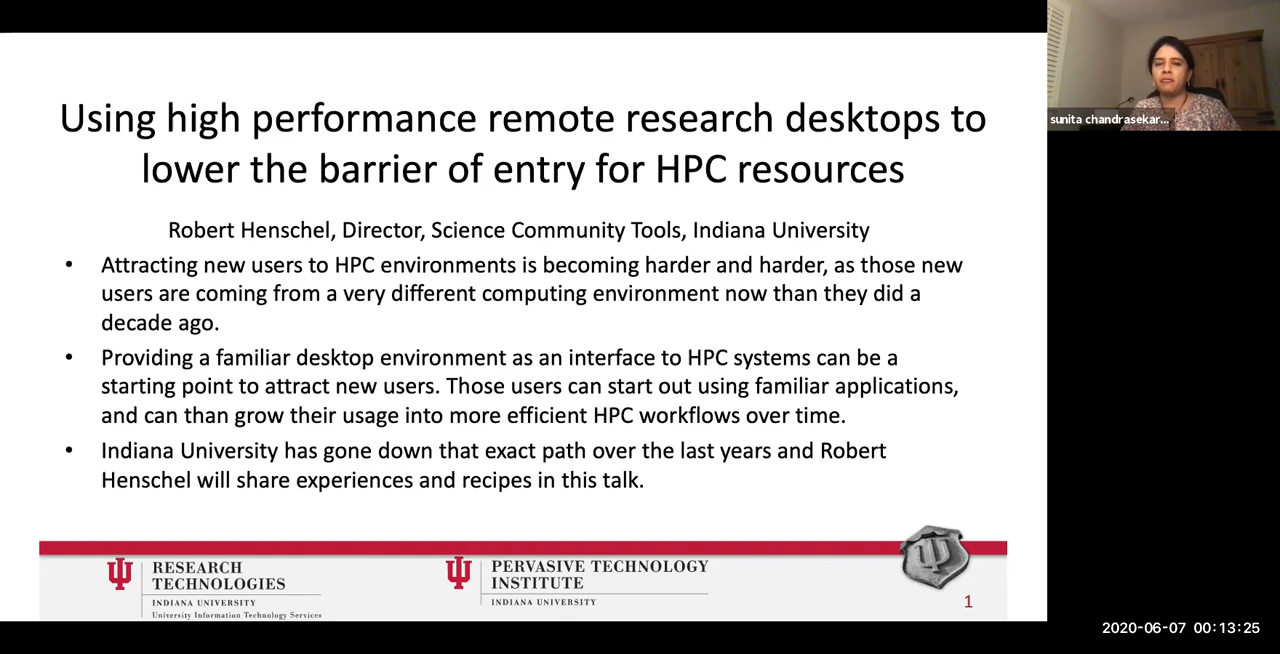 Using high performance remote research desktops to
lower the barrier of entry for HPC resources
Robert Henschel, Director, Science Community Tools, Indiana University
• Attracting new users to HPC environments is becoming harder and harder, as those new
users are coming from a very different computing environment now than they did a
decade ago.
• Providing a familiar desktop environment as an interface to HPC systems can be a
starting point to attract new users. Those users can start out using familiar applications,
and can than grow their usage into more efficient HPC workflows over time.
• Indiana University has gone down that exact path over the last years and Robert
Henschel will share experiences and recipes in this talk.
RESEARCH
TECHNOLOGIES
INDIANA UNIVERSITY
University Information Technology Services
PERVASIVE TECHNOLOGY
INSTITUTE
INDIANA UNIVERSITY
1
sunita chandrasekar...
2020-06-07 00:13:25